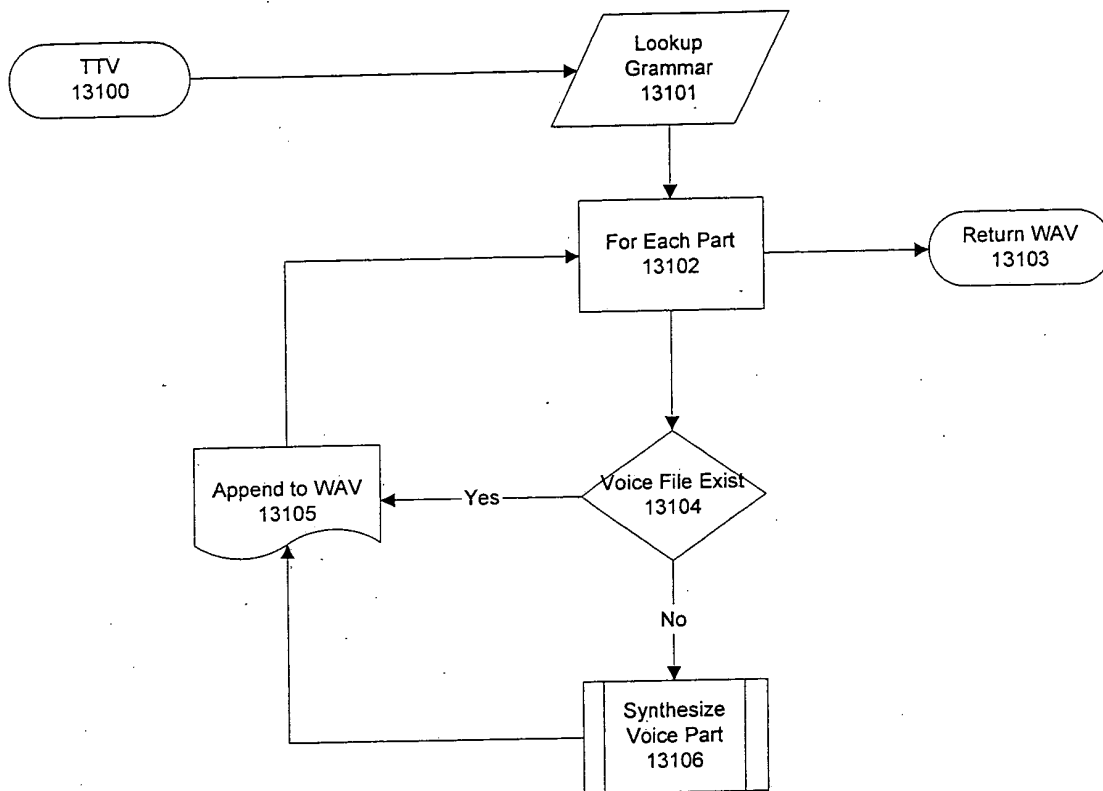 TTV
13100
Lookup
Grammar
13101
For Each Part
13102
Return WAV
13103
Voice File Exist
13104
Yes
Append to WAV
13105
No
Synthesize
Voice Part
13106